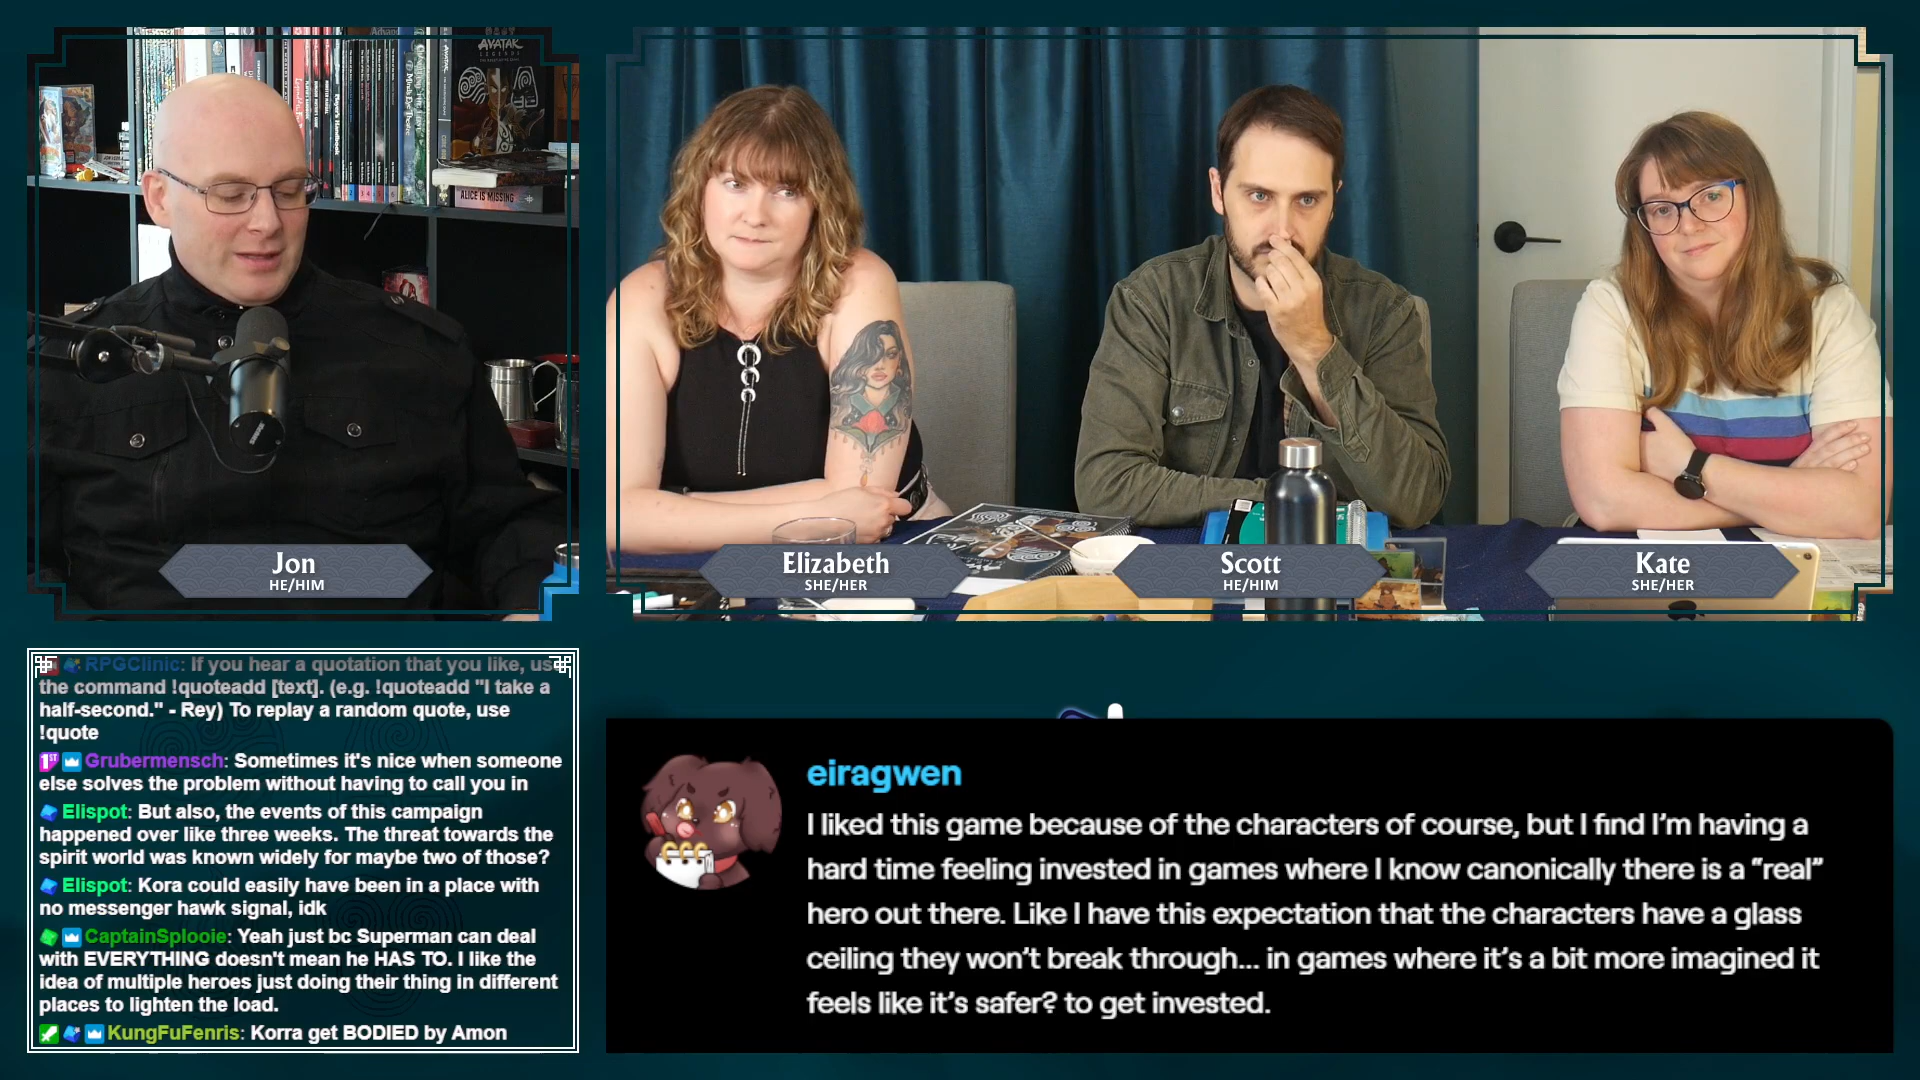 AVATAR
LEGENDS
ALICE IS MISSING
Jon
HE/HIM
Elizabeth
SHE/HER
Scott
HE/HIM
Kate
SHE/HER
RPGClinic: If you hear a quotation that you like, use
the command !quoteadd [text]. (e.g. !quoteadd "I take a
half-second." - Rey) To replay a random quote, use
!quote
1ST Grubermensch: Sometimes it's nice when someone
else solves the problem without having to call you in
Elispot: But also, the events of this campaign
happened over like three weeks. The threat towards the
spirit world was known widely for maybe two of those?
Elispot: Kora could easily have been in a place with
no messenger hawk signal, idk
CaptainSplooie: Yeah just bc Superman can deal
with EVERYTHING doesn't mean he HAS TO. I like the
idea of multiple heroes just doing their thing in different
places to lighten the load.
KungFuFenris: Korra get BODIED by Amon
eiragwen
I liked this game because of the characters of course, but I find I’m having a
hard time feeling invested in games where I know canonically there is a “real”
hero out there. Like I have this expectation that the characters have a glass
ceiling they won’t break through... in games where it’s a bit more imagined it
feels like it’s safer? to get invested.